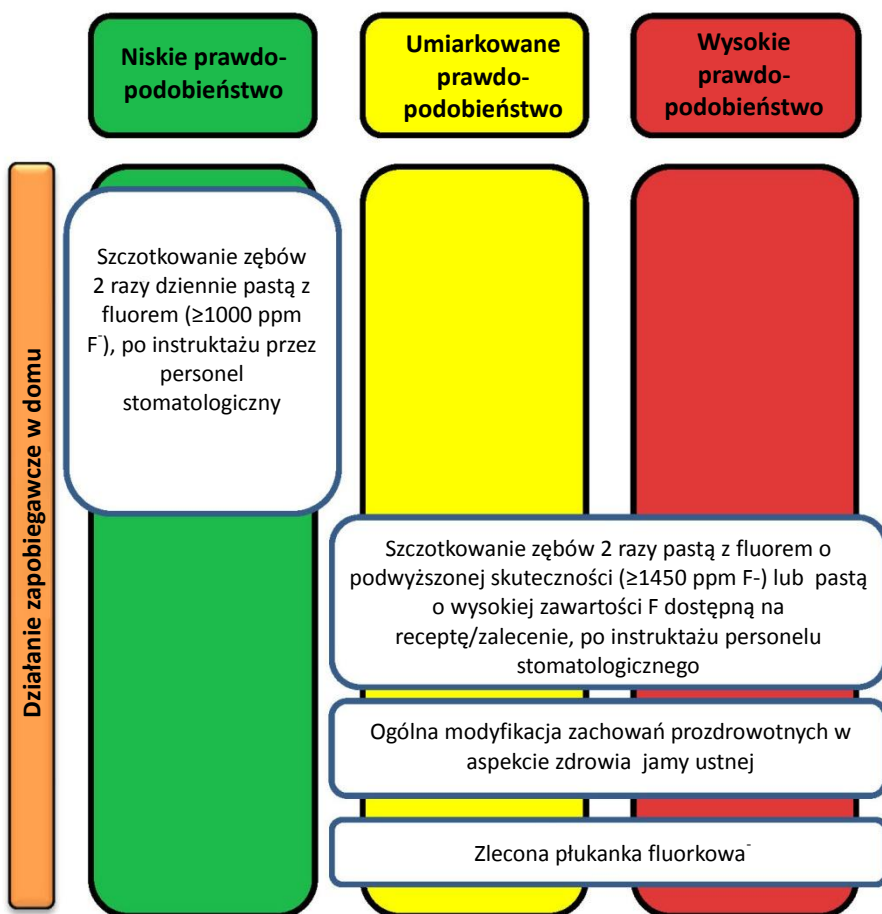 Niskie prawdo-
podobieństwo
Umiarkowane
prawdo-
podobieństwo
Wysokie
prawdo-
podobieństwo
Działanie zapobiegawcze w domu
Szczotkowanie zębów
2 razy dziennie pastą z
fluorem (≥1000 ppm
F⁻), po instruktażu przez
personel
stomatologiczny
Szczotkowanie zębów 2 razy pastą z fluorem o
podwyższonej skuteczności (≥1450 ppm F-) lub pastą
o wysokiej zawartości F dostępną na
receptę/zalecenie, po instruktażu personelu
stomatologicznego
Ogólna modyfikacja zachowań prozdrowotnych w
aspekcie zdrowia jamy ustnej
Zlecona płukanka fluorkowa⁻